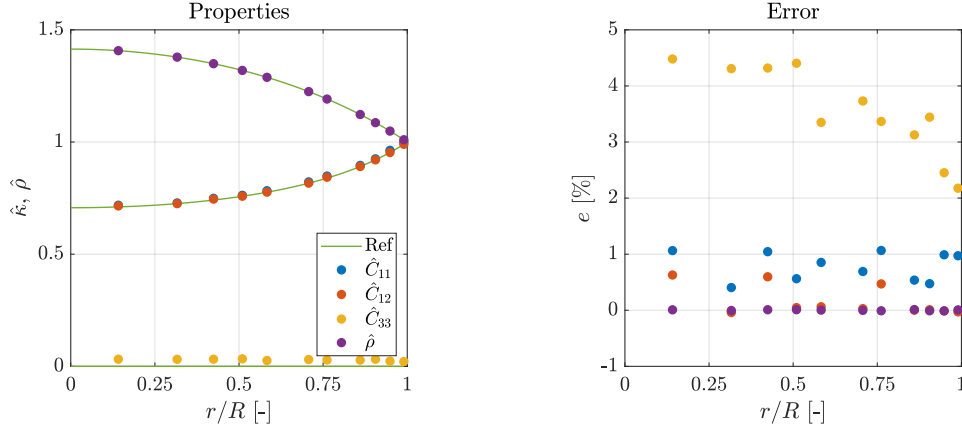 Properties
1.5
1
0.5
0
κ̂, ρ̂
0
0.25
0.5
0.75
1
r/R [-]
Ref
Ĉ₁₁
Ĉ₁₂
Ĉ₃₃
ρ̂
Error
5
4
3
2
1
0
-1
e [%]
0
0.25
0.5
0.75
1
r/R [-]